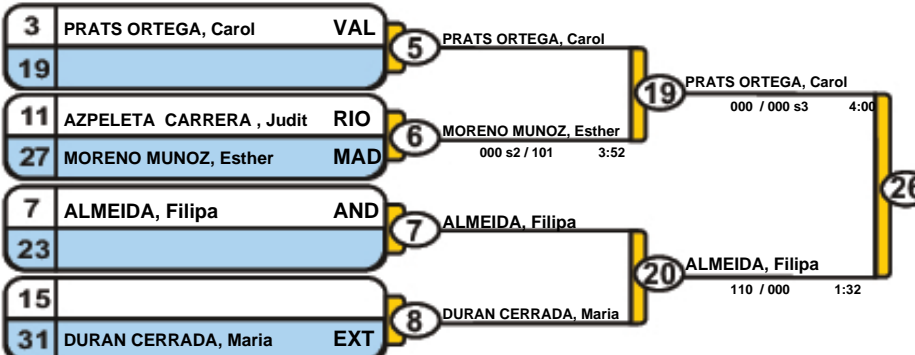 3 PRATS ORTEGA, Carol VAL
19
5 PRATS ORTEGA, Carol
11 AZPELETA CARRERA , Judit RIO
27 MORENO MUNOZ, Esther MAD
6 MORENO MUNOZ, Esther
000 s2 / 101 3:52
19 PRATS ORTEGA, Carol
000 / 000 s3 4:00
7 ALMEIDA, Filipa AND
23
7 ALMEIDA, Filipa
15
31 DURAN CERRADA, Maria EXT
8 DURAN CERRADA, Maria
20 ALMEIDA, Filipa
110 / 000 1:32
26